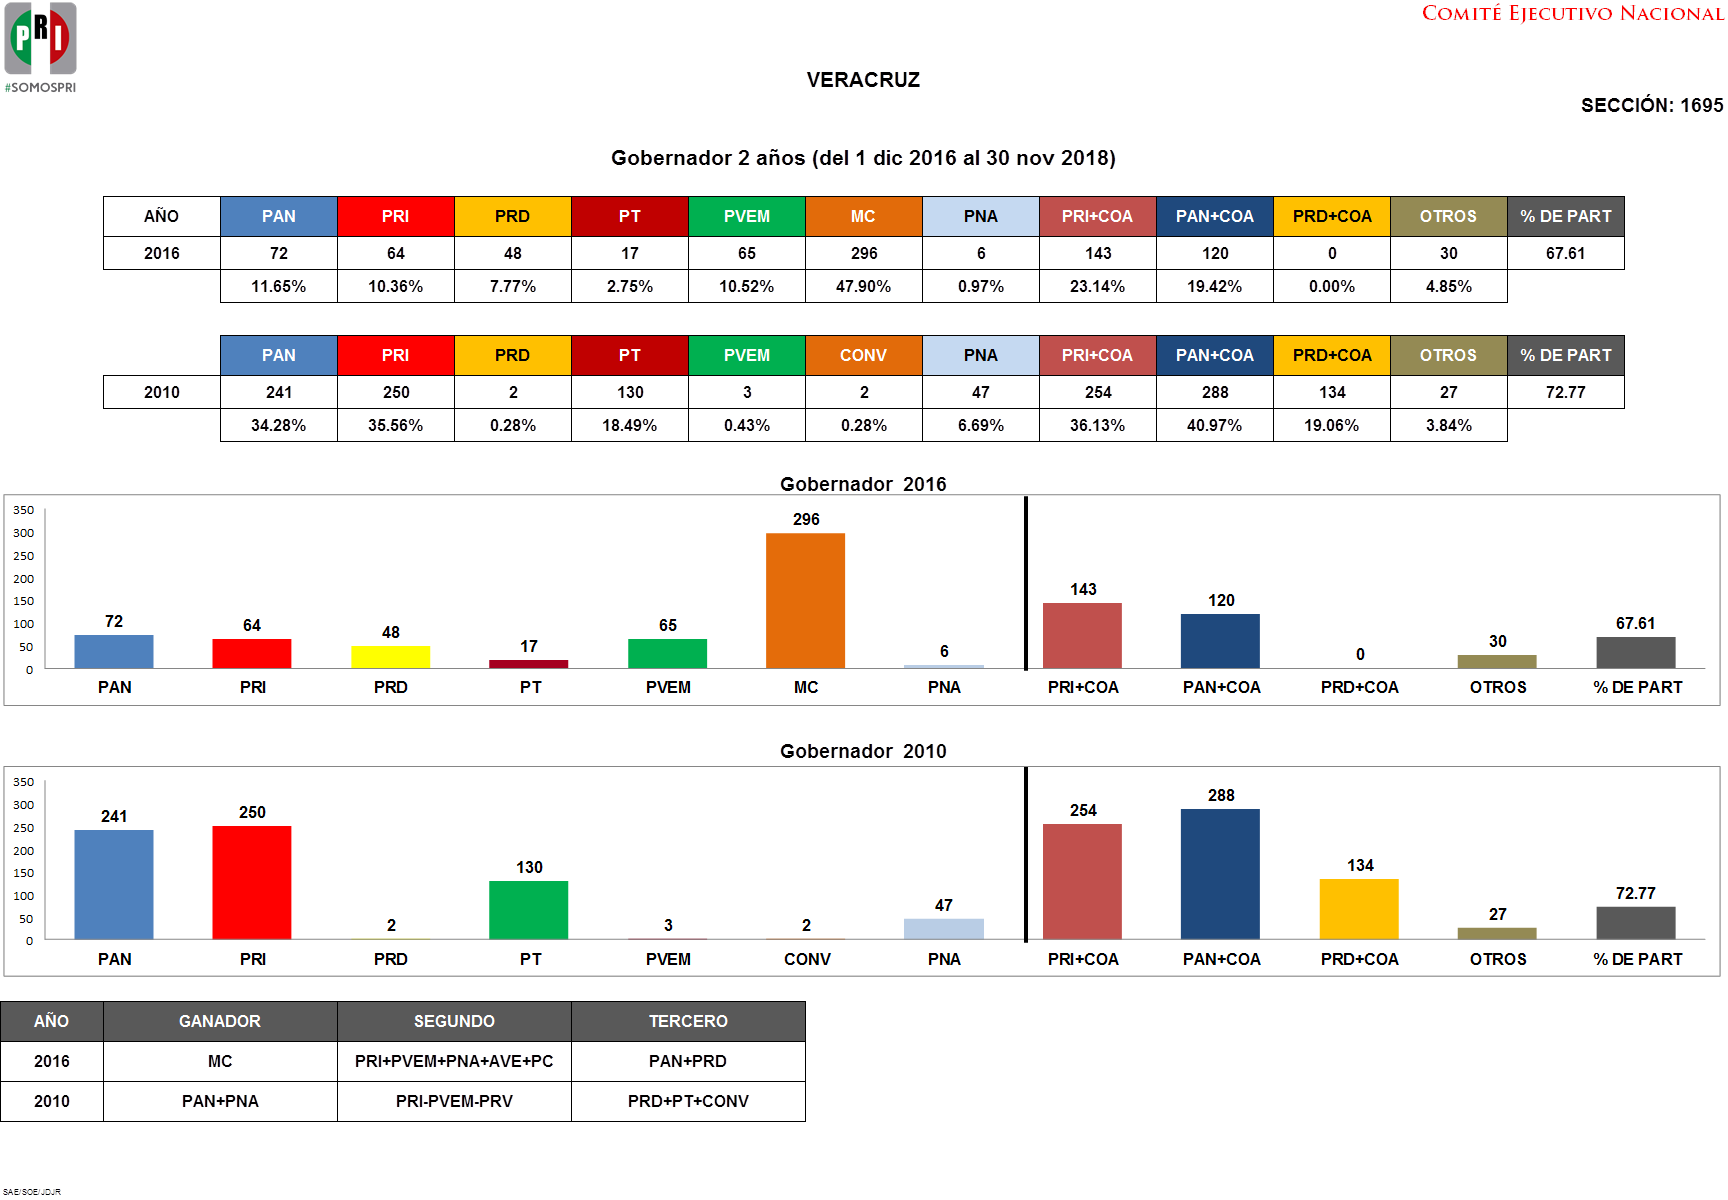 PRI
#SOMOSPRI
COMITÉ EJECUTIVO NACIONAL
VERACRUZ
SECCIÓN: 1695
Gobernador 2 años (del 1 dic 2016 al 30 nov 2018)
AÑO PAN PRI PRD PT PVEM MC PNA PRI+COA PAN+COA PRD+COA OTROS % DE PART
2016 72 64 48 17 65 296 6 143 120 0 30 67.61
11.65% 10.36% 7.77% 2.75% 10.52% 47.90% 0.97% 23.14% 19.42% 0.00% 4.85%
PAN PRI PRD PT PVEM CONV PNA PRI+COA PAN+COA PRD+COA OTROS % DE PART
2010 241 250 2 130 3 2 47 254 288 134 27 72.77
34.28% 35.56% 0.28% 18.49% 0.43% 0.28% 6.69% 36.13% 40.97% 19.06% 3.84%
Gobernador 2016
350
300
250
200
150
100
50
0
72 64 48 17 65 296 6 143 120 0 30 67.61
PAN PRI PRD PT PVEM MC PNA PRI+COA PAN+COA PRD+COA OTROS % DE PART
Gobernador 2010
350
300
250
200
150
100
50
0
241 250 2 130 3 2 47 254 288 134 27 72.77
PAN PRI PRD PT PVEM CONV PNA PRI+COA PAN+COA PRD+COA OTROS % DE PART
AÑO GANADOR SEGUNDO TERCERO
2016 MC PRI+PVEM+PNA+AVE+PC PAN+PRD
2010 PAN+PNA PRI-PVEM-PRV PRD+PT+CONV
SAE/SOE/JDJR